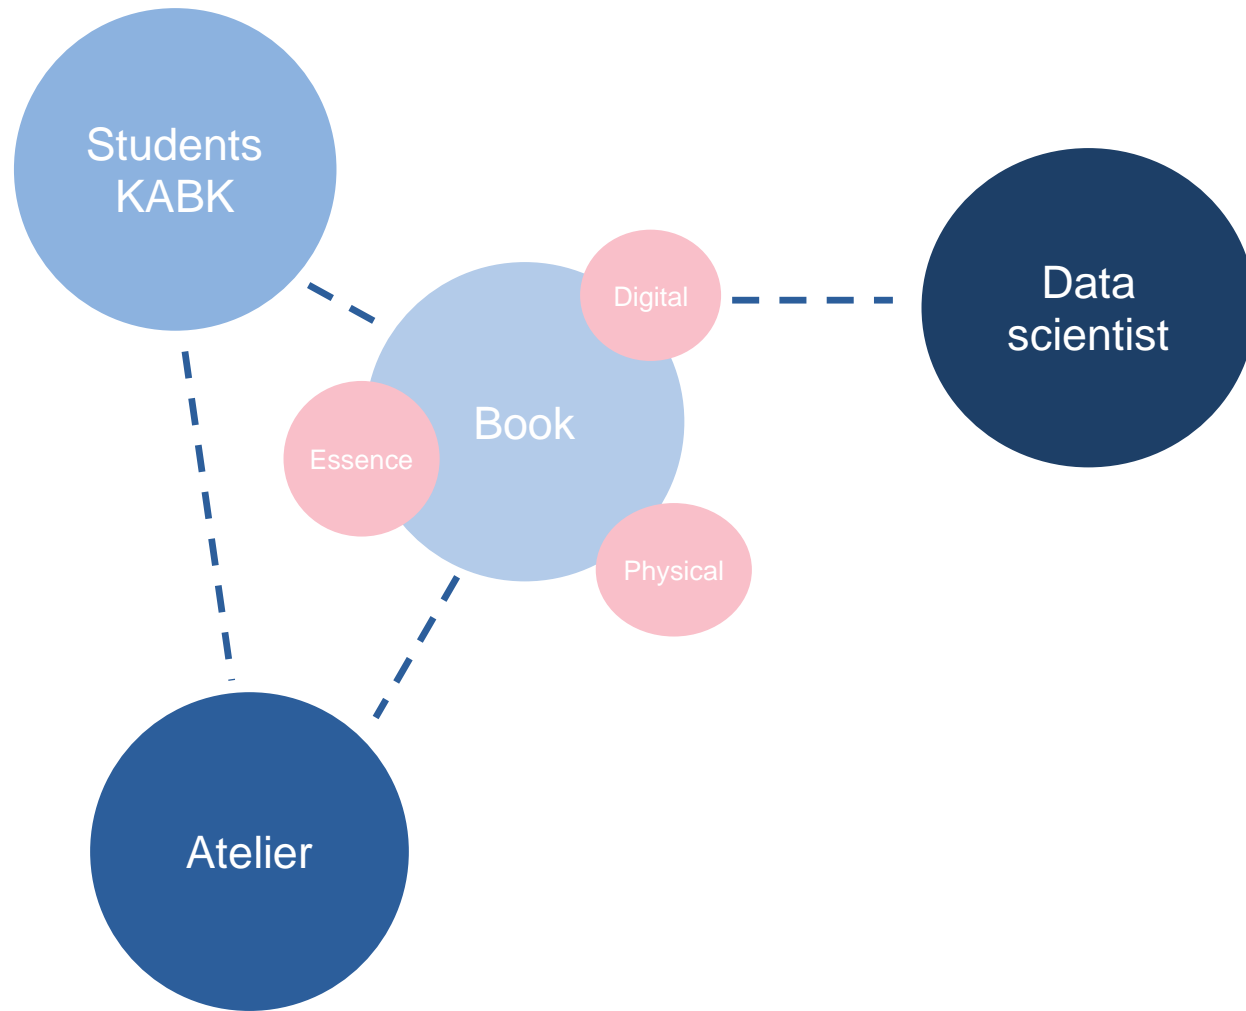 Students
KABK
Digital
Data
scientist
Book
Essence
Physical
Atelier